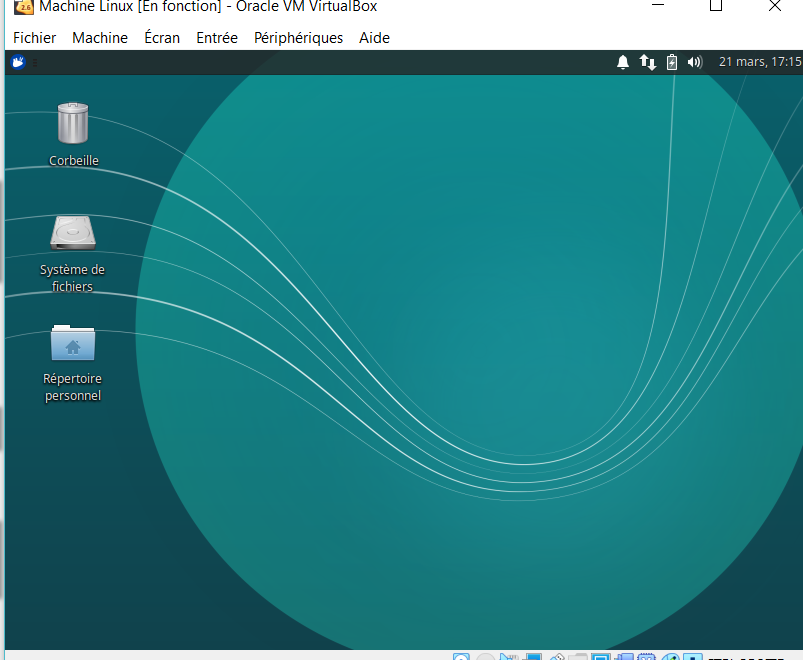 Machine Linux [En fonction] - Oracle VM VirtualBox
Fichier Machine Écran Entrée Périphériques Aide
21 mars, 17:15
Corbeille
Système de
fichiers
Répertoire
personnel